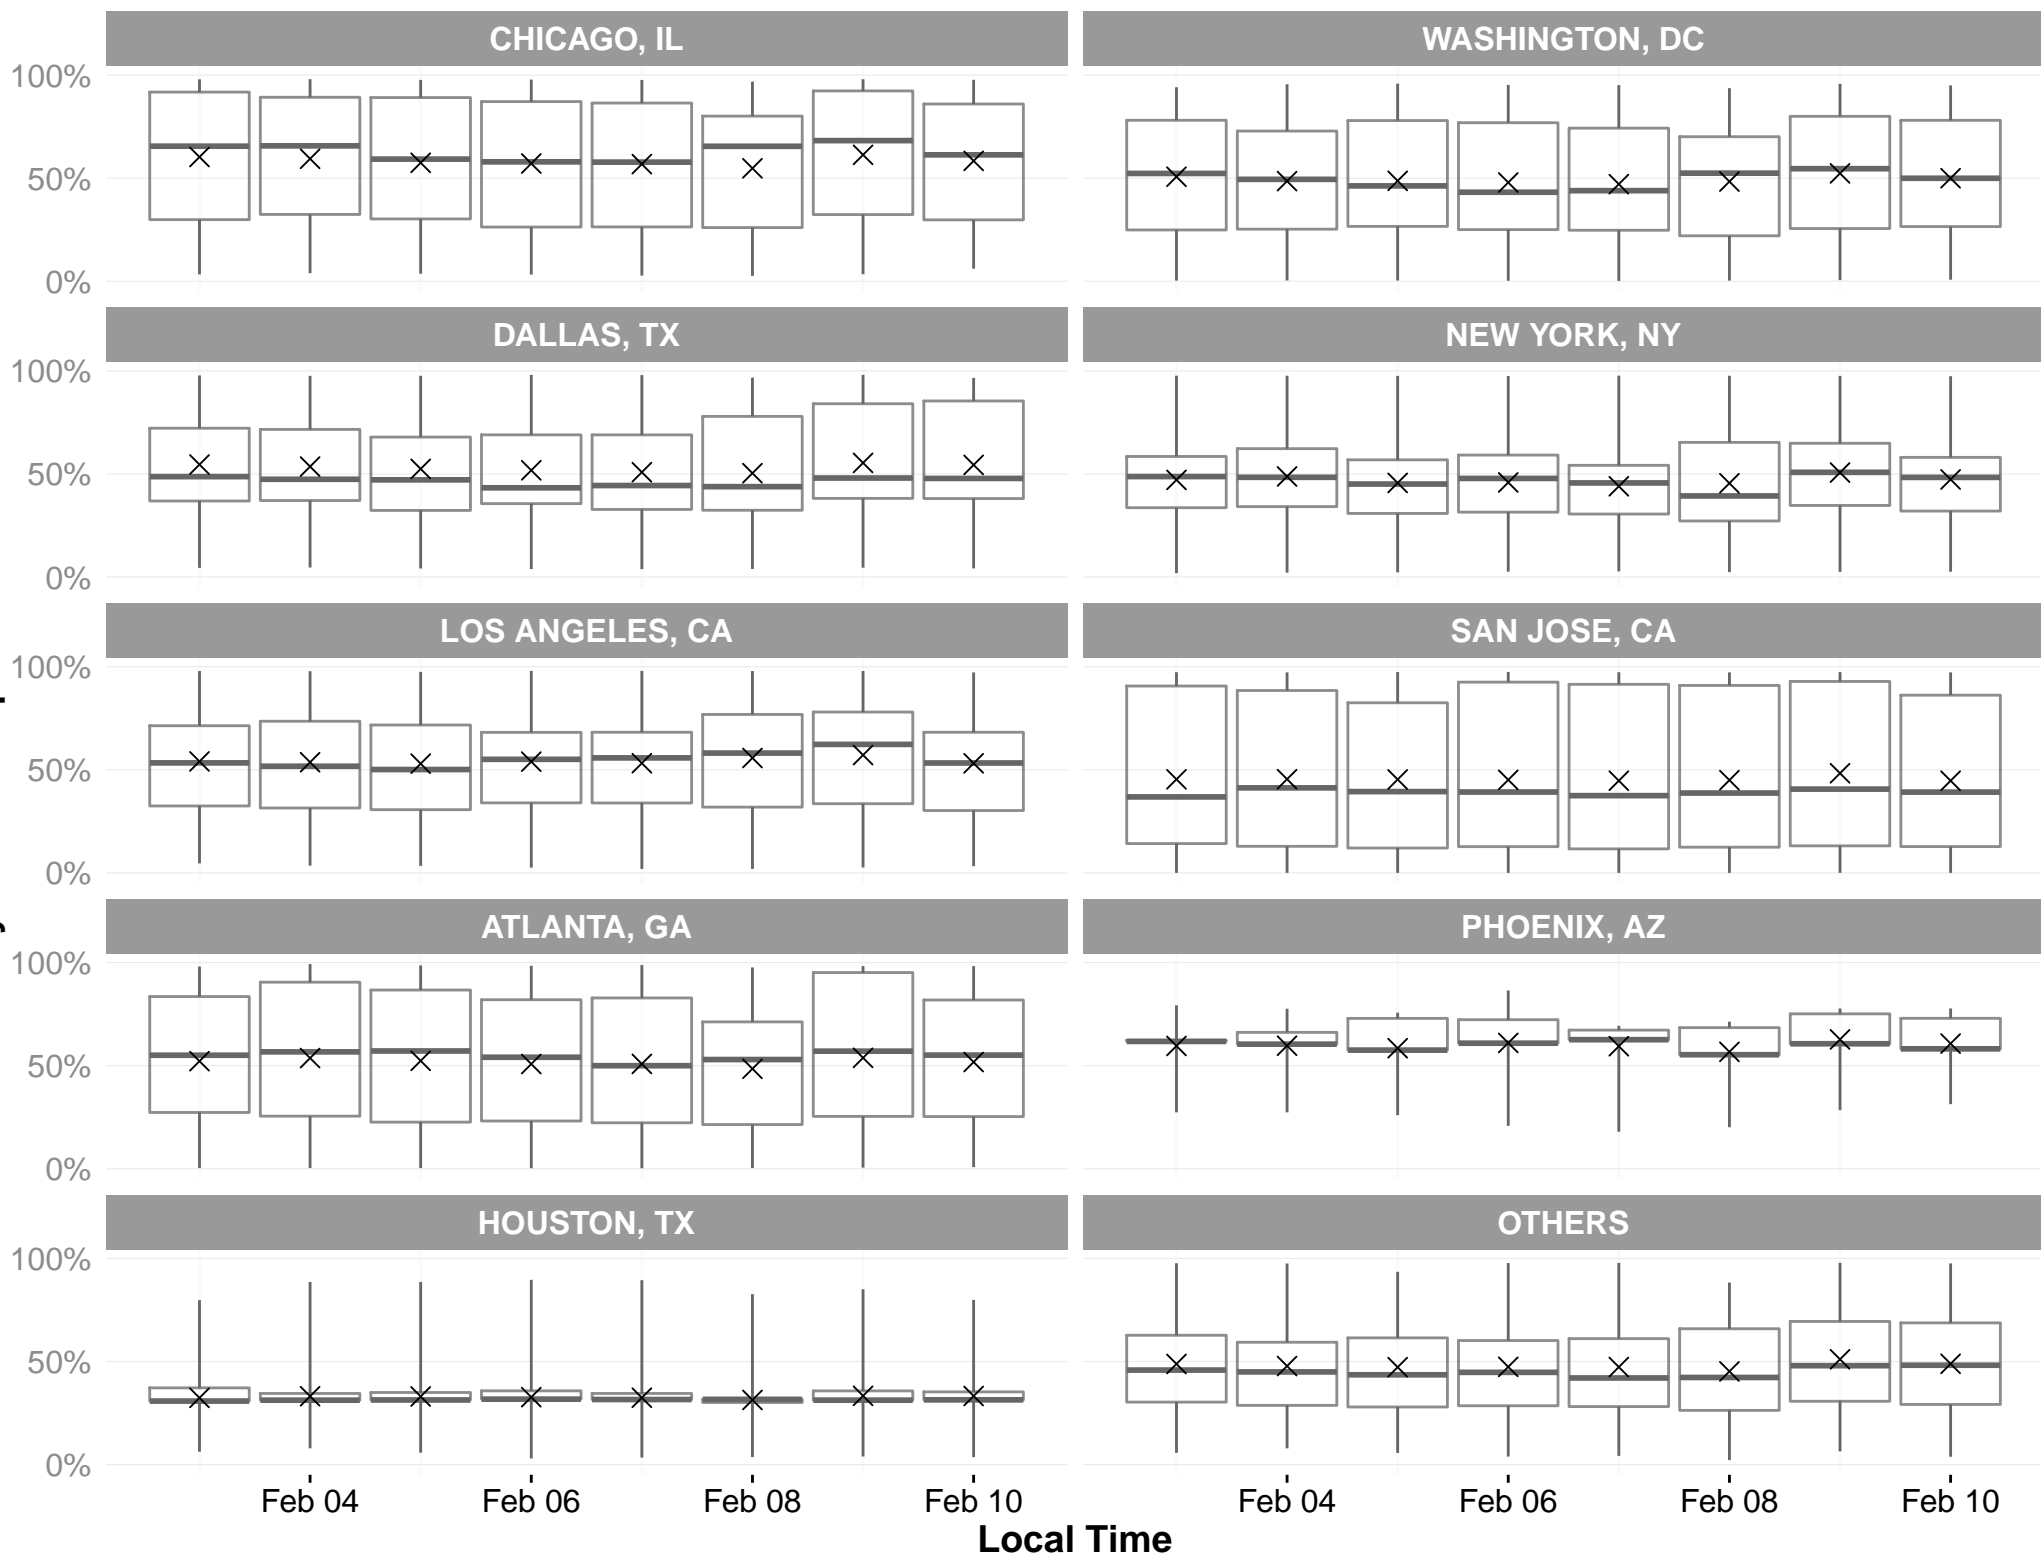 CHICAGO, IL WASHINGTON, DC
100%
50%
0%
DALLAS, TX NEW YORK, NY
100%
50%
0%
LOS ANGELES, CA SAN JOSE, CA
100%
50%
0%
ATLANTA, GA PHOENIX, AZ
100%
50%
0%
HOUSTON, TX OTHERS
100%
50%
0%
Feb 04 Feb 06 Feb 08 Feb 10 Feb 04 Feb 06 Feb 08 Feb 10
Local Time